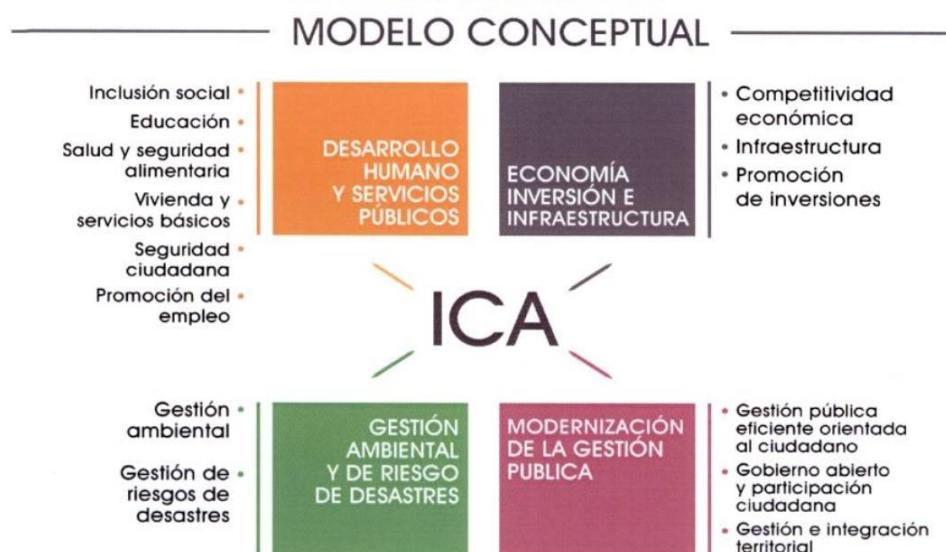 MODELO CONCEPTUAL
Inclusión social •
Educación •
Salud y seguridad •
alimentaria
Vivienda y •
servicios básicos
Seguridad •
ciudadana
Promoción del •
empleo
DESARROLLO
HUMANO
Y SERVICIOS
PÚBLICOS
ECONOMÍA
INVERSIÓN E
INFRAESTRUCTURA
• Competitividad
económica
• Infraestructura
• Promoción
de inversiones
ICA
Gestión •
ambiental
Gestión de •
riesgos de
desastres
GESTIÓN
AMBIENTAL
Y DE RIESGO
DE DESASTRES
MODERNIZACIÓN
DE LA GESTIÓN
PUBLICA
• Gestión pública
eficiente orientada
al ciudadano
• Gobierno abierto
y participación
ciudadana
• Gestión e integración
territorial